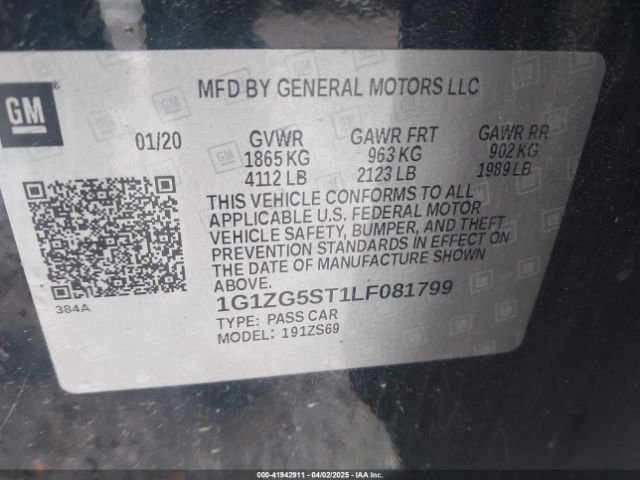 GM
MFD BY GENERAL MOTORS LLC
01/20 GVWR GAWR FRT GAWR RR
1865 KG 963 KG 902 KG
4112 LB 2123 LB 1989 LB
THIS VEHICLE CONFORMS TO ALL
APPLICABLE U.S. FEDERAL MOTOR
VEHICLE SAFETY, BUMPER, AND THEFT
PREVENTION STANDARDS IN EFFECT ON
THE DATE OF MANUFACTURE SHOWN
ABOVE.
384A
1G1ZG5ST1LF081799
TYPE: PASS CAR
MODEL: 191ZS69
000-41942911 - 04/02/2025 - IAA Inc.